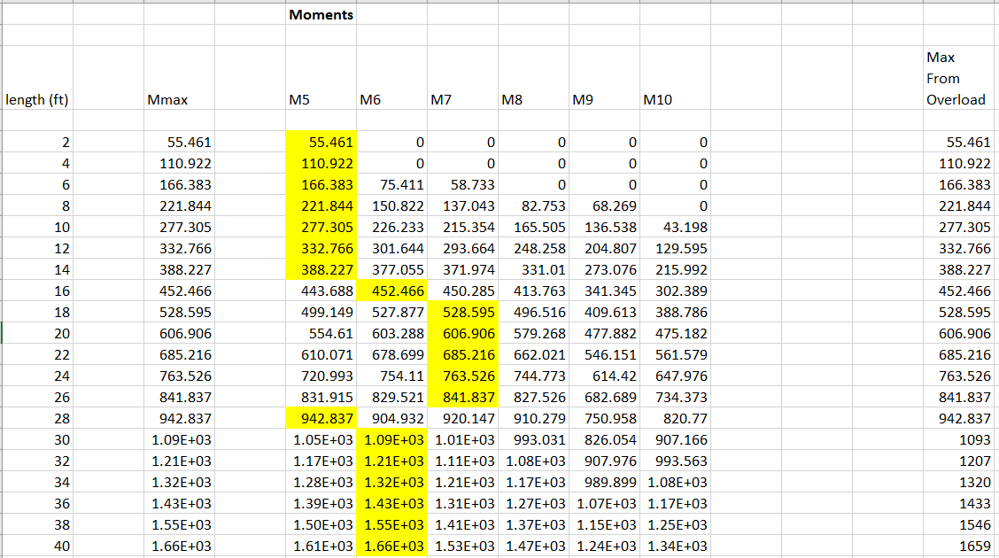 Moments
Max
From
length (ft) Mmax M5 M6 M7 M8 M9 M10 Overload
2 55.461 55.461 0 0 0 0 0 55.461
4 110.922 110.922 0 0 0 0 0 110.922
6 166.383 166.383 75.411 58.733 0 0 0 166.383
8 221.844 221.844 150.822 137.043 82.753 68.269 0 221.844
10 277.305 277.305 226.233 215.354 165.505 136.538 43.198 277.305
12 332.766 332.766 301.644 293.664 248.258 204.807 129.595 332.766
14 388.227 388.227 377.055 371.974 331.01 273.076 215.992 388.227
16 452.466 443.688 452.466 450.285 413.763 341.345 302.389 452.466
18 528.595 499.149 527.877 528.595 496.516 409.613 388.786 528.595
20 606.906 554.61 603.288 606.906 579.268 477.882 475.182 606.906
22 685.216 610.071 678.699 685.216 662.021 546.151 561.579 685.216
24 763.526 720.993 754.11 763.526 744.773 614.42 647.976 763.526
26 841.837 831.915 829.521 841.837 827.526 682.689 734.373 841.837
28 942.837 942.837 904.932 920.147 910.279 750.958 820.77 942.837
30 1.09E+03 1.05E+03 1.09E+03 1.01E+03 993.031 826.054 907.166 1093
32 1.21E+03 1.17E+03 1.21E+03 1.11E+03 1.08E+03 907.976 993.563 1207
34 1.32E+03 1.28E+03 1.32E+03 1.21E+03 1.17E+03 989.899 1.08E+03 1320
36 1.43E+03 1.39E+03 1.43E+03 1.31E+03 1.27E+03 1.07E+03 1.17E+03 1433
38 1.55E+03 1.50E+03 1.55E+03 1.41E+03 1.37E+03 1.15E+03 1.25E+03 1546
40 1.66E+03 1.61E+03 1.66E+03 1.53E+03 1.47E+03 1.24E+03 1.34E+03 1659